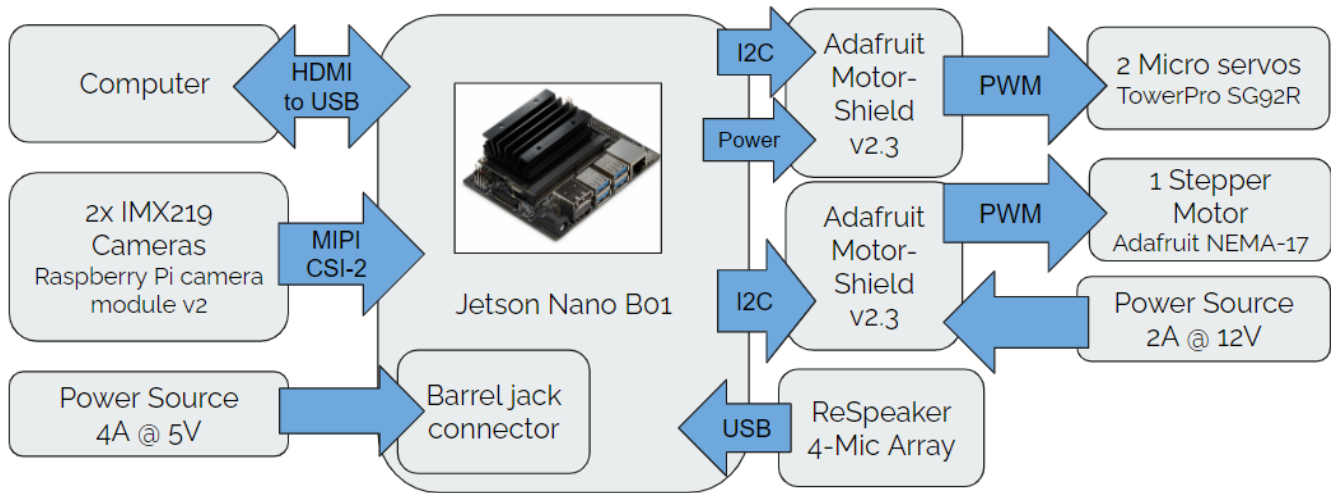 Computer
HDMI
to USB
2x IMX219
Cameras
Raspberry Pi camera
module v2
MIPI
CSI-2
Power Source
4A @ 5V
Jetson Nano B01
Barrel jack
connector
I2C
Power
Adafruit
Motor-
Shield
v2.3
PWM
2 Micro servos
TowerPro SG92R
I2C
Adafruit
Motor-
Shield
v2.3
PWM
1 Stepper
Motor
Adafruit NEMA-17
Power Source
2A @ 12V
USB
ReSpeaker
4-Mic Array